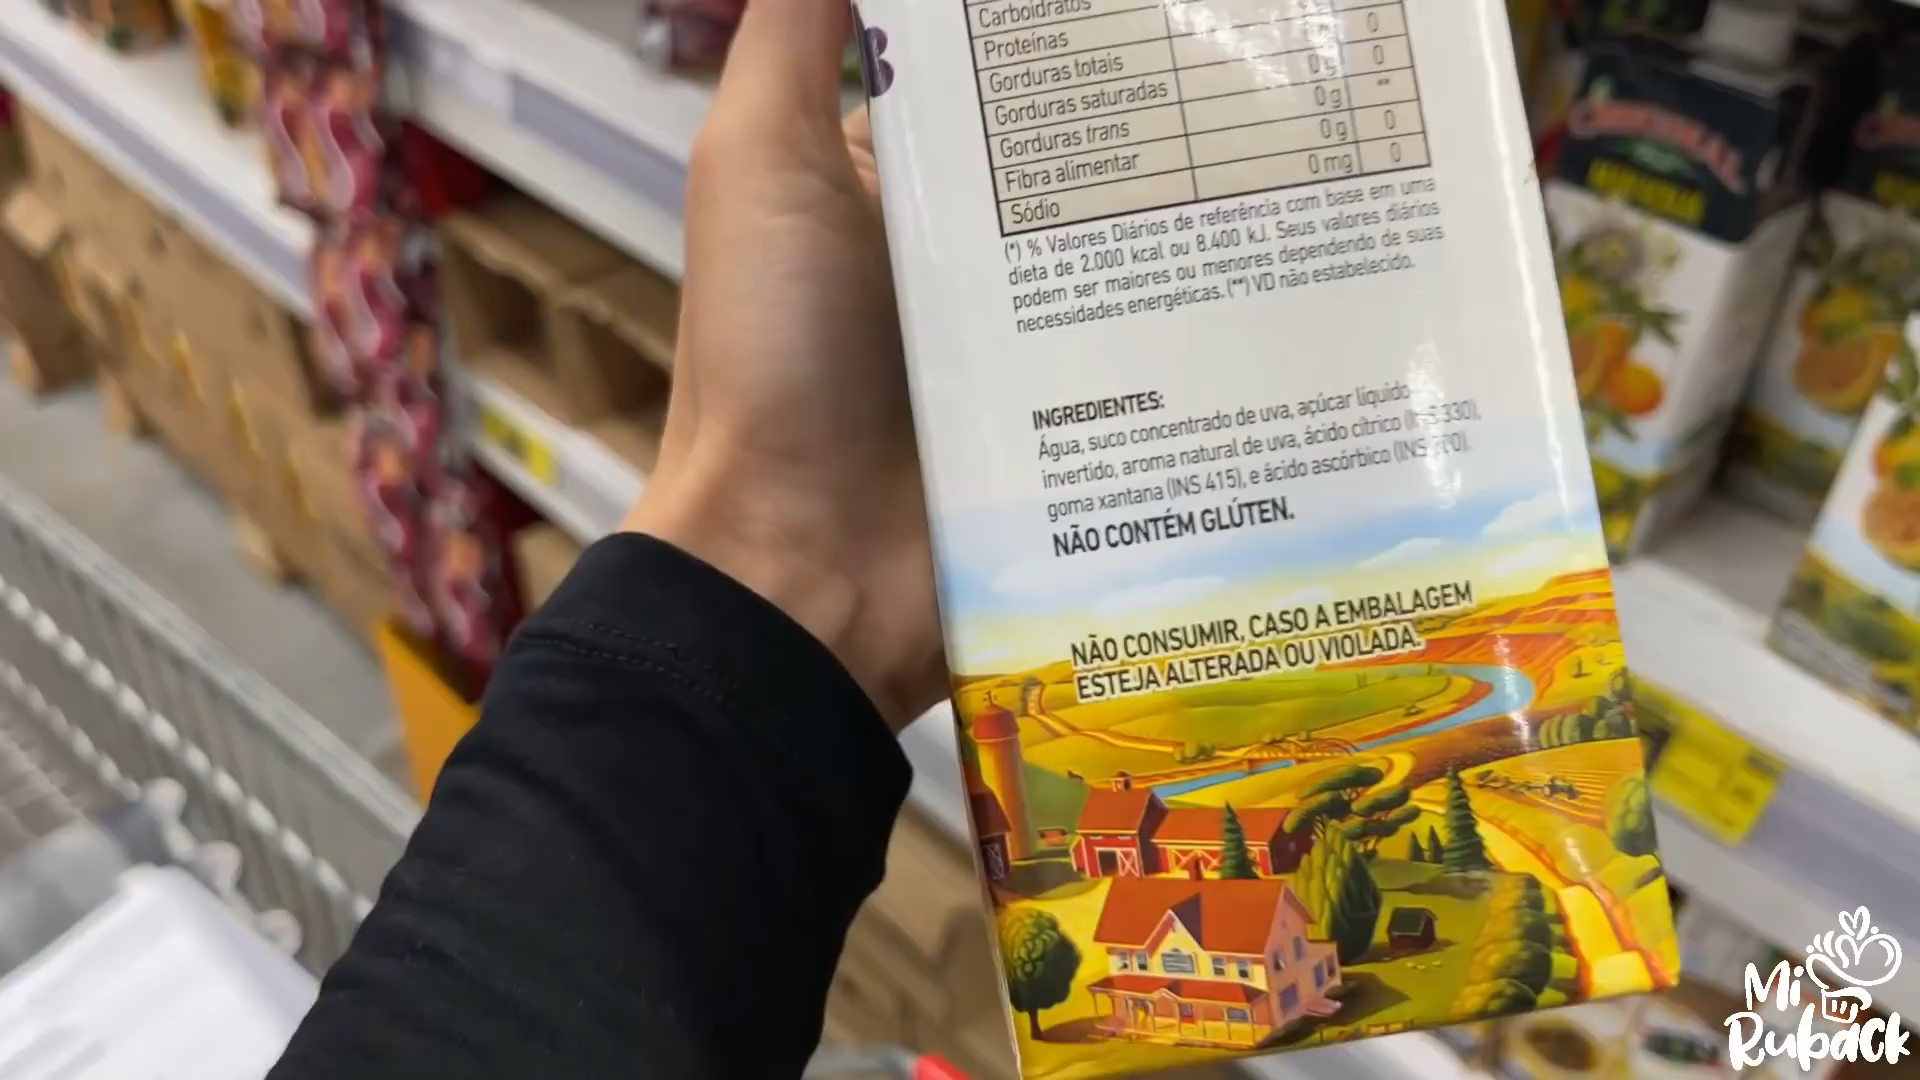 B
Carboidratos
Proteínas 0
Gorduras totais 0 g 0
Gorduras saturadas 0 g **
Gorduras trans 0 g 0
Fibra alimentar 0 mg 0
Sódio
(*) % Valores Diários de referência com base em uma
dieta de 2.000 kcal ou 8.400 kJ. Seus valores diários
podem ser maiores ou menores dependendo de suas
necessidades energéticas. (**) VD não estabelecido.
INGREDIENTES:
Água, suco concentrado de uva, açúcar líquido
invertido, aroma natural de uva, ácido cítrico (INS 330),
goma xantana (INS 415), e ácido ascórbico (INS
NÃO CONTÉM GLÚTEN.
NÃO CONSUMIR, CASO A EMBALAGEM
ESTEJA ALTERADA OU VIOLADA.
Mi
Ruback